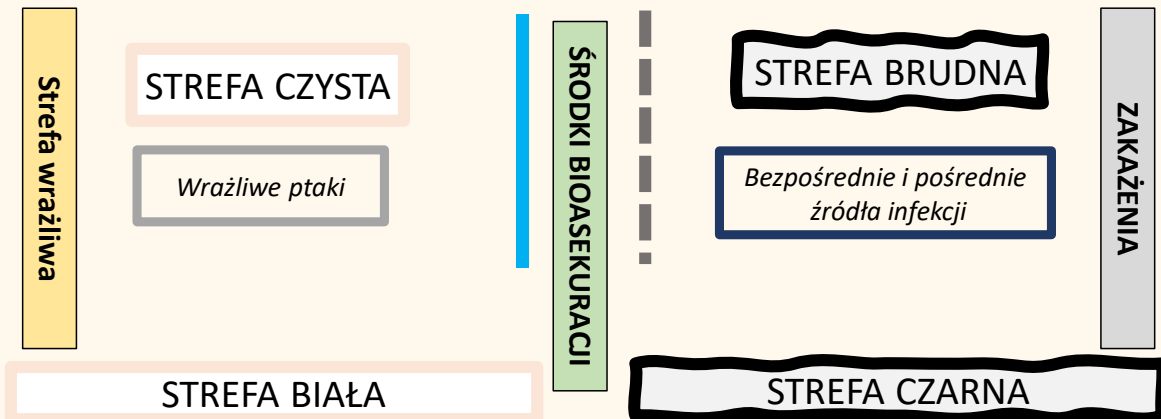 Strefa wrażliwa
STREFA CZYSTA
Wrażliwe ptaki
ŚRODKI BIOASEKURACJI
STREFA BRUDNA
Bezpośrednie i pośrednie
źródła infekcji
ZAKAŻENIA
STREFA BIAŁA
STREFA CZARNA